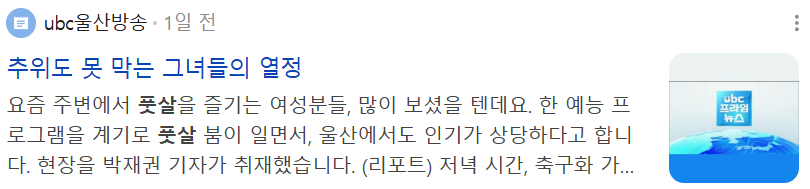 ubc울산방송 · 1일 전
추위도 못 막는 그녀들의 열정
요즘 주변에서 풋살을 즐기는 여성분들, 많이 보셨을 텐데요. 한 예능 프
로그램을 계기로 풋살 붐이 일면서, 울산에서도 인기가 상당하다고 합니
다. 현장을 박재권 기자가 취재했습니다. (리포트) 저녁 시간, 축구화 가...
ubc
프라임
뉴스